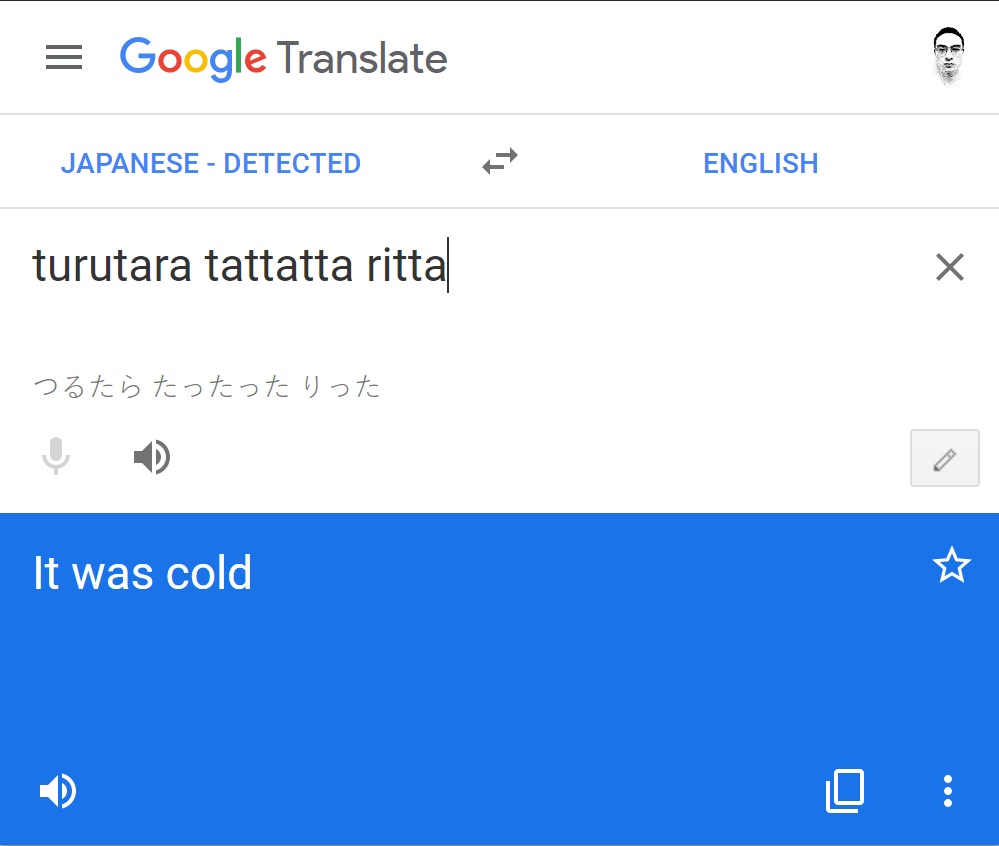 Google Translate
JAPANESE - DETECTED
ENGLISH
turutara tattatta ritta
つるたら たったった りった
It was cold